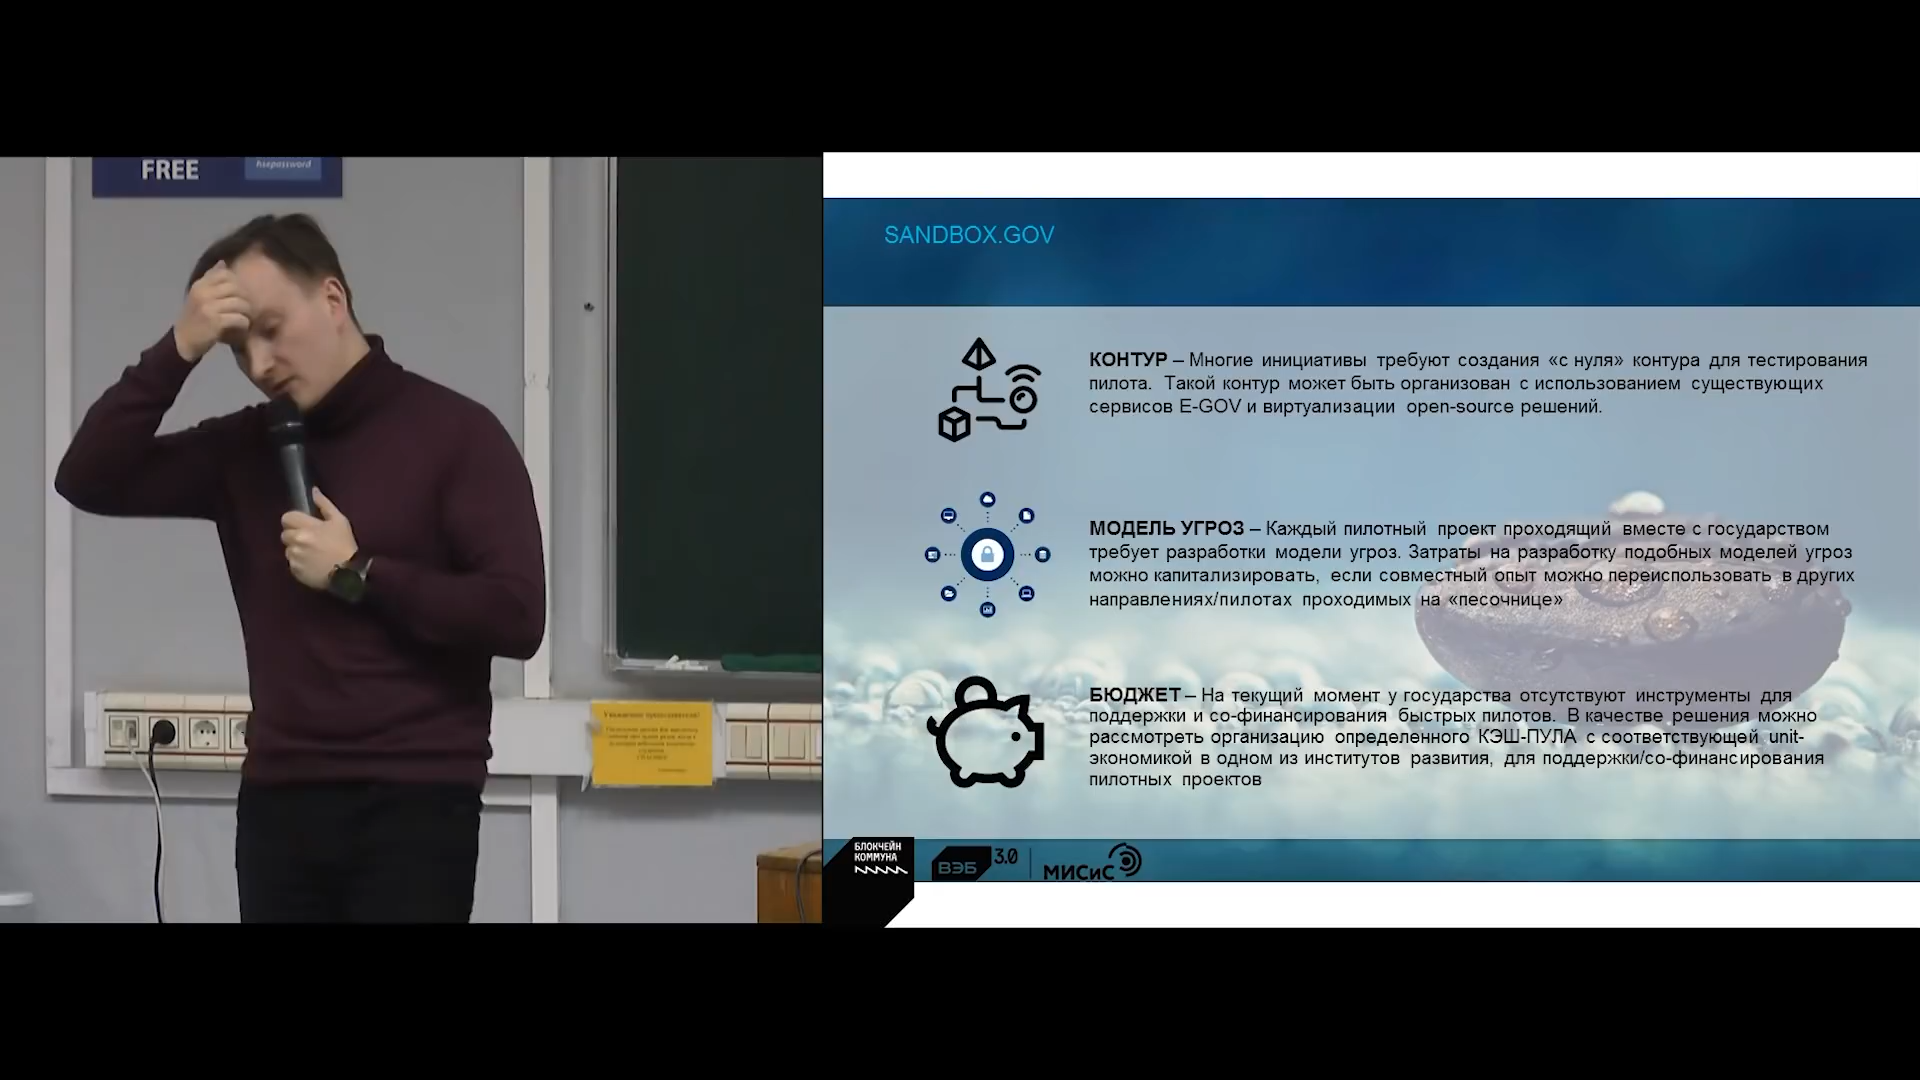 FREE
hsepassword
SANDBOX.GOV
КОНТУР – Многие инициативы требуют создания «с нуля» контура для тестирования
пилота. Такой контур может быть организован с использованием существующих
сервисов E-GOV и виртуализации open-source решений.
МОДЕЛЬ УГРОЗ – Каждый пилотный проект проходящий вместе с государством
требует разработки модели угроз. Затраты на разработку подобных моделей угроз
можно капитализировать, если совместный опыт можно переиспользовать в других
направлениях/пилотах проходимых на «песочнице»
БЮДЖЕТ – На текущий момент у государства отсутствуют инструменты для
поддержки и со-финансирования быстрых пилотов. В качестве решения можно
рассмотреть организацию определенного КЭШ-ПУЛА с соответствующей unit-
экономикой в одном из институтов развития, для поддержки/со-финансирования
пилотных проектов
БЛОКЧЕЙН
КОММУНА
ВЭБ 3.0
МИСиС